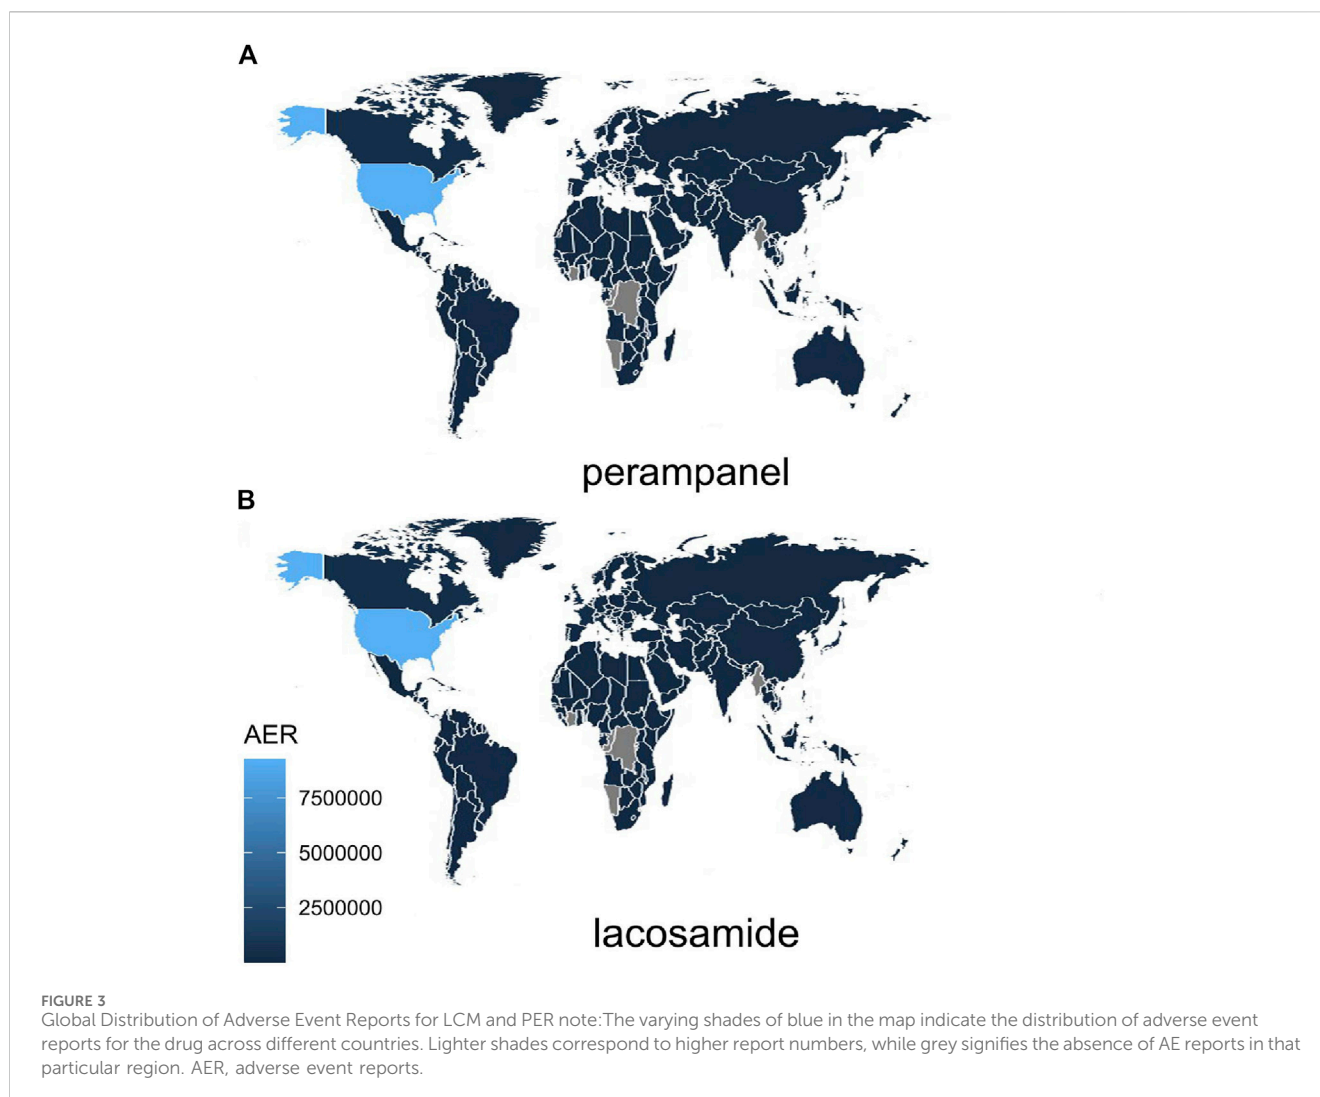 A
perampanel
B
AER
7500000
5000000
2500000
lacosamide
FIGURE 3
Global Distribution of Adverse Event Reports for LCM and PER note:The varying shades of blue in the map indicate the distribution of adverse event
reports for the drug across different countries. Lighter shades correspond to higher report numbers, while grey signifies the absence of AE reports in that
particular region. AER, adverse event reports.